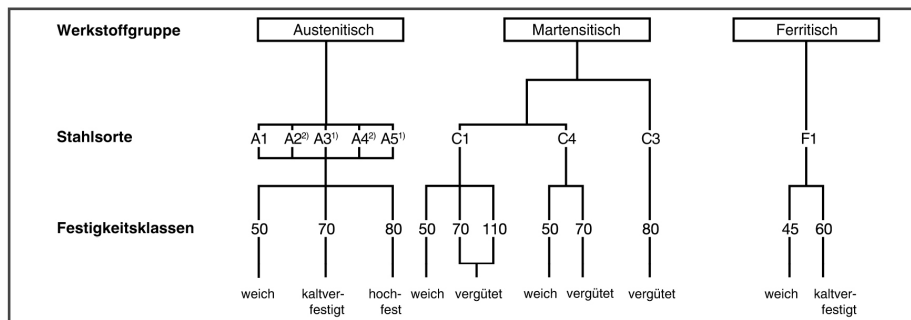 Werkstoffgruppe Austenitisch Martensitisch Ferritisch
Stahlsorte A1 A2²⁾ A3¹⁾ A4²⁾ A5¹⁾ C1 C4 C3 F1
Festigkeitsklassen 50 70 80 50 70 110 50 70 80 45 60
weich kaltver- hoch- weich vergütet weich vergütet vergütet weich kaltver-
festigt fest festigt